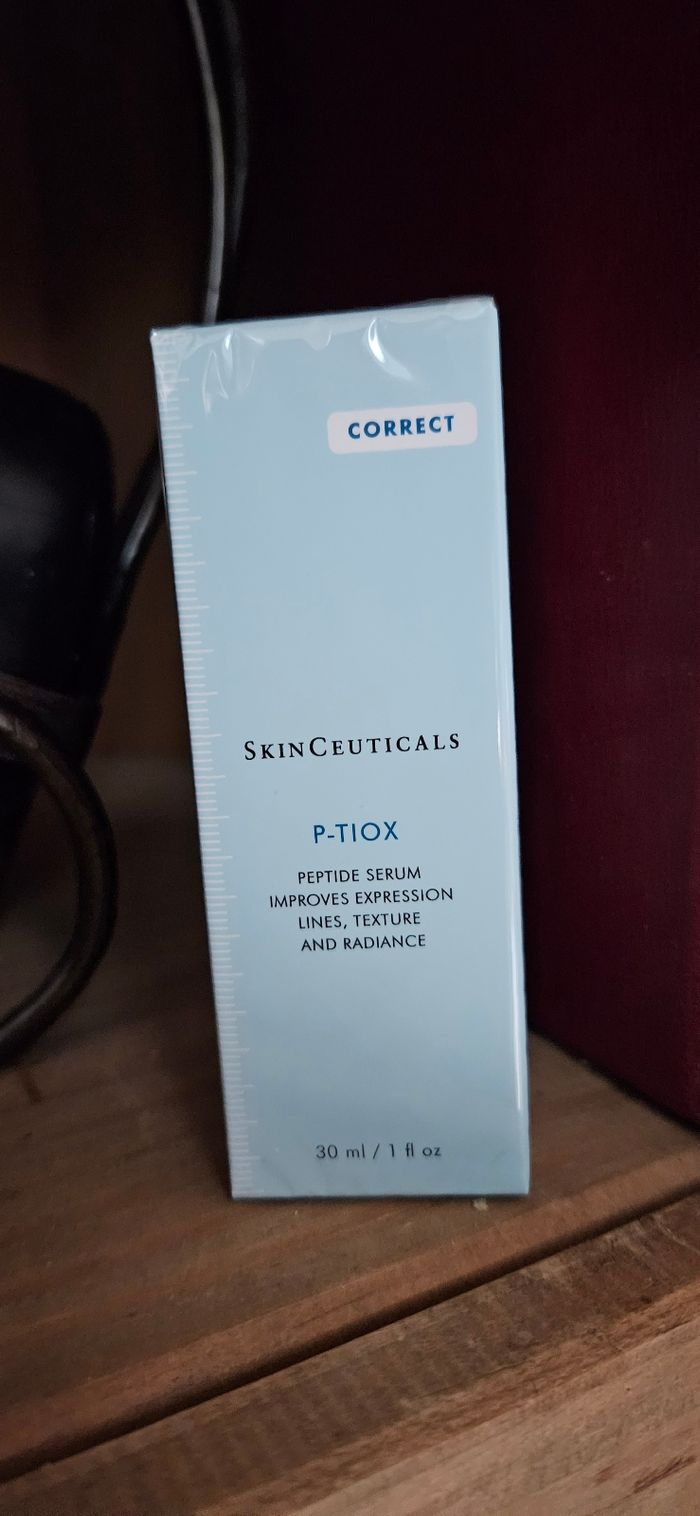 CORRECT
SKINCEUTICALS
P-TIOX
PEPTIDE SERUM
IMPROVES EXPRESSION
LINES, TEXTURE
AND RADIANCE
30 ml / 1 fl oz